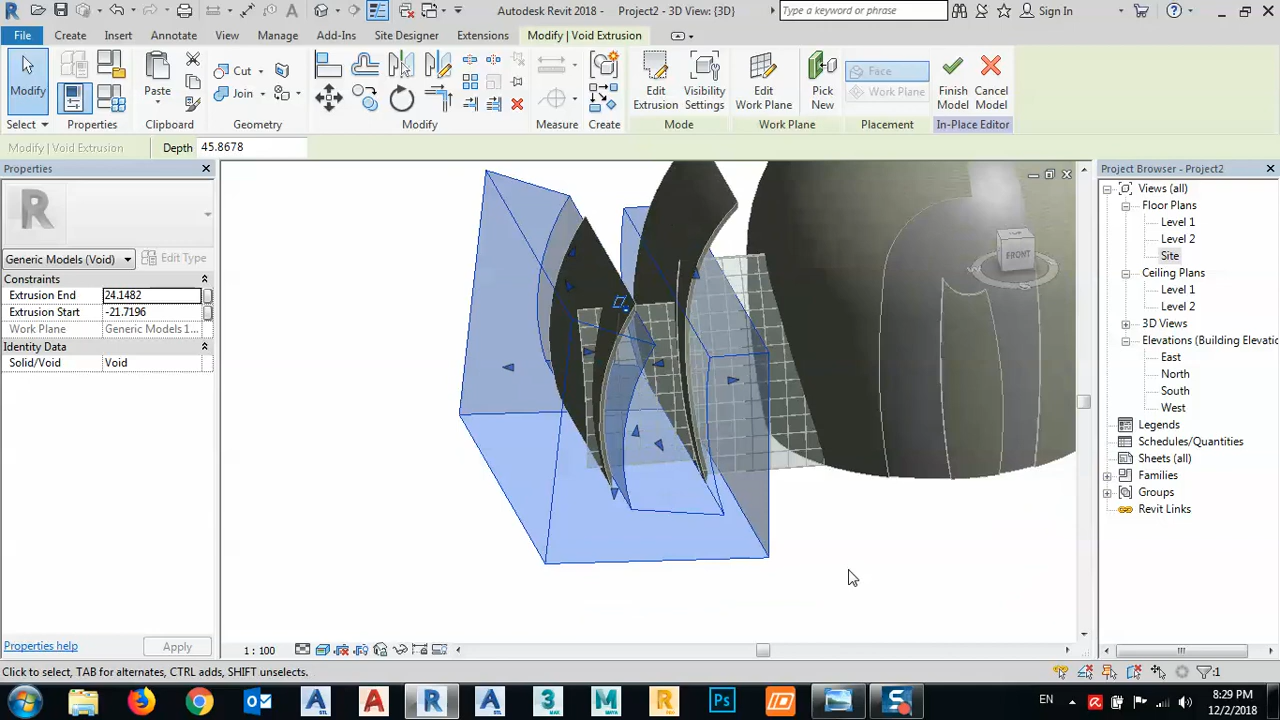 Autodesk Revit 2018 - Project2 - 3D View: {3D}
Type a keyword or phrase
Sign In
File
Create
Insert
Annotate
View
Manage
Add-Ins
Site Designer
Extensions
Modify | Void Extrusion
Modify
Paste
Cut
Join
Edit
Extrusion
Visibility
Settings
Edit
Work Plane
Pick
New
Face
Work Plane
Finish
Model
Cancel
Model
Select
Properties
Clipboard
Geometry
Modify
Measure
Create
Mode
Work Plane
Placement
In-Place Editor
Modify | Void Extrusion
Depth 45.8678
Properties
R
Generic Models (Void)
Edit Type
Constraints
Extrusion End 24.1482
Extrusion Start -21.7196
Work Plane Generic Models 1...
Identity Data
Solid/Void Void
Properties help
Apply
FRONT
Project Browser - Project2
Views (all)
Floor Plans
Level 1
Level 2
Site
Ceiling Plans
Level 1
Level 2
3D Views
Elevations (Building Elevatio
East
North
South
West
Legends
Schedules/Quantities
Sheets (all)
Families
Groups
Revit Links
1 : 100
Click to select, TAB for alternates, CTRL adds, SHIFT unselects.
:1
EN
8:29 PM
12/2/2018